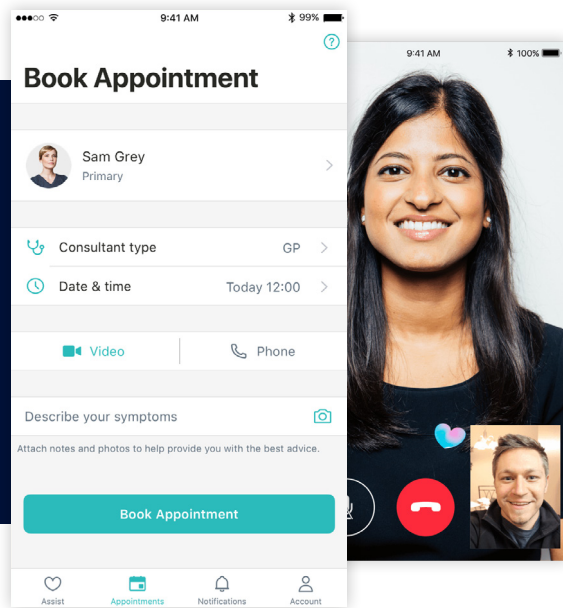 9:41 AM
99%
Book Appointment
Sam Grey
Primary
Consultant type
GP
Date & time
Today 12:00
Video
Phone
Describe your symptoms
Attach notes and photos to help provide you with the best advice.
Book Appointment
Assist
Appointments
Notifications
Account
9:41 AM
100%